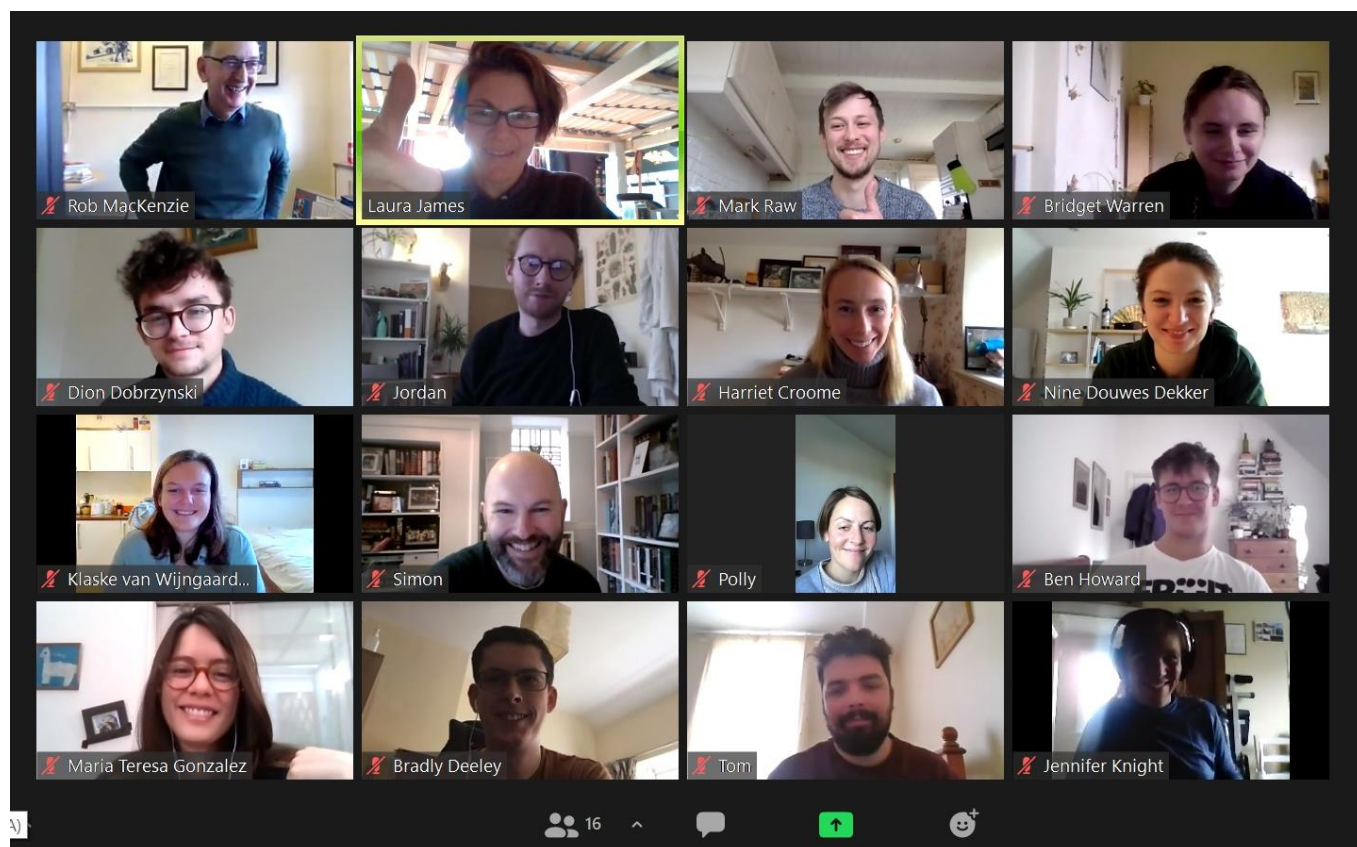 Rob MacKenzie
Laura James
Mark Raw
Bridget Warren
Dion Dobrzynski
Jordan
Harriet Croome
Nine Douwes Dekker
Klaske van Wijngaard...
Simon
Polly
Ben Howard
Maria Teresa Gonzalez
Bradly Deeley
Tom
Jennifer Knight
A)
16